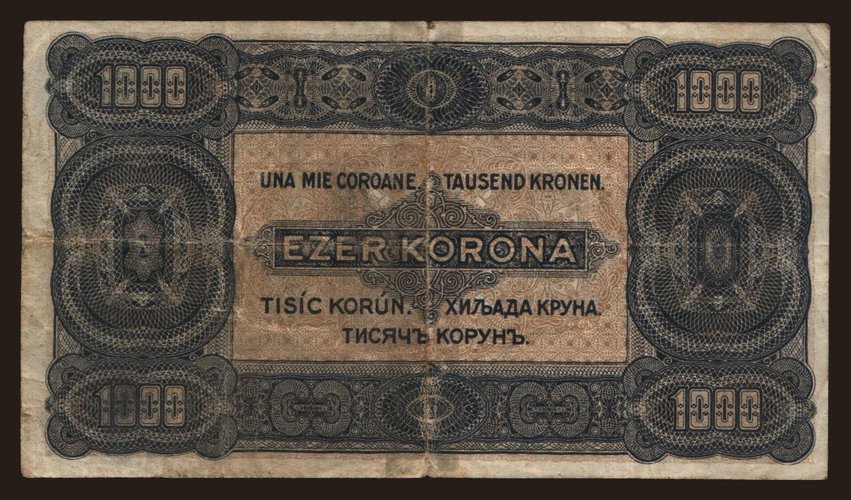 1000 1000
UNA MIE COROANE. TAUSEND KRONEN.
EZER KORONA
TISÍC KORÚN. ХИЉАДА КРУНА.
ТИСЯЧЪ КОРУНЪ.
1000 1000